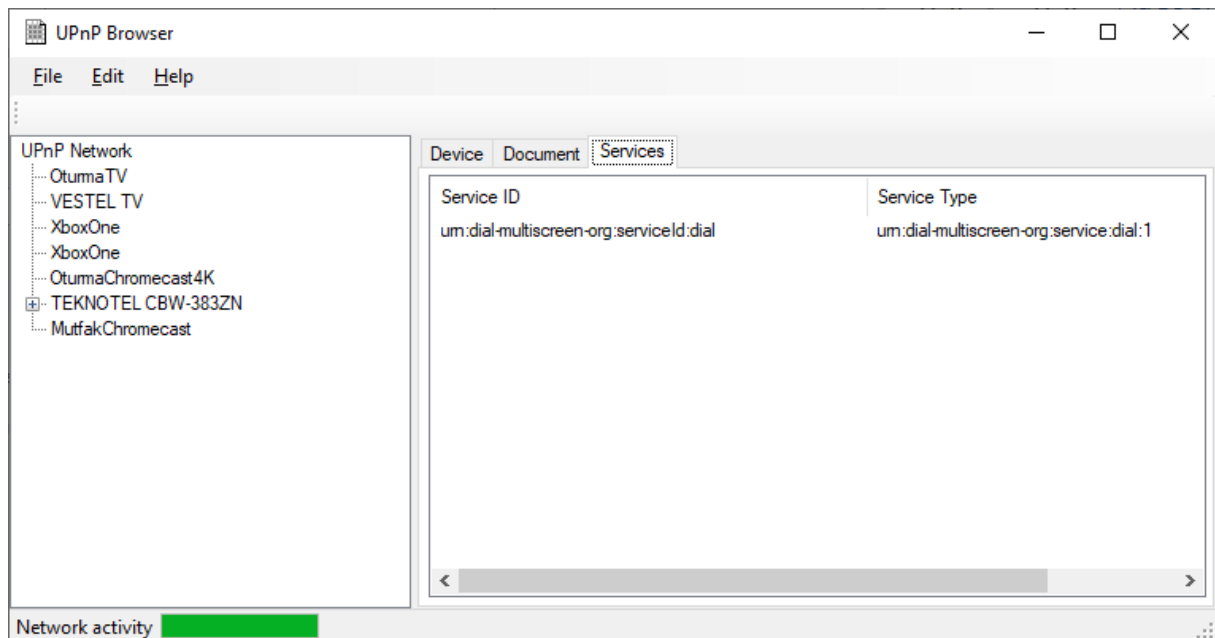 UPnP Browser
File Edit Help
UPnP Network
OturmaTV
VESTEL TV
XboxOne
XboxOne
OturmaChromecast4K
TEKNOTEL CBW-383ZN
MutfakChromecast
Device Document Services
Service ID Service Type
urn:dial-multiscreen-org:serviceId:dial urn:dial-multiscreen-org:service:dial:1
Network activity